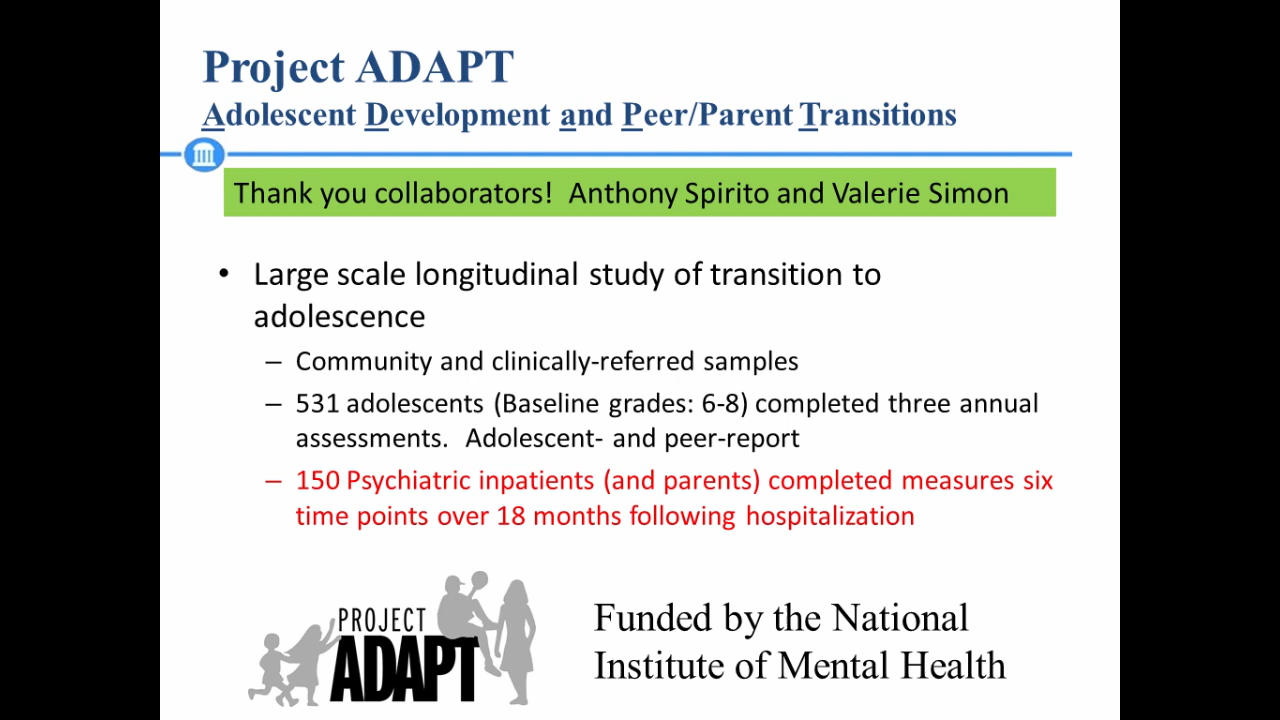 Project ADAPT
Adolescent Development and Peer/Parent Transitions
Thank you collaborators!  Anthony Spirito and Valerie Simon
• Large scale longitudinal study of transition to
adolescence
– Community and clinically-referred samples
– 531 adolescents (Baseline grades: 6-8) completed three annual
assessments.  Adolescent- and peer-report
– 150 Psychiatric inpatients (and parents) completed measures six
time points over 18 months following hospitalization
PROJECT
ADAPT
Funded by the National
Institute of Mental Health